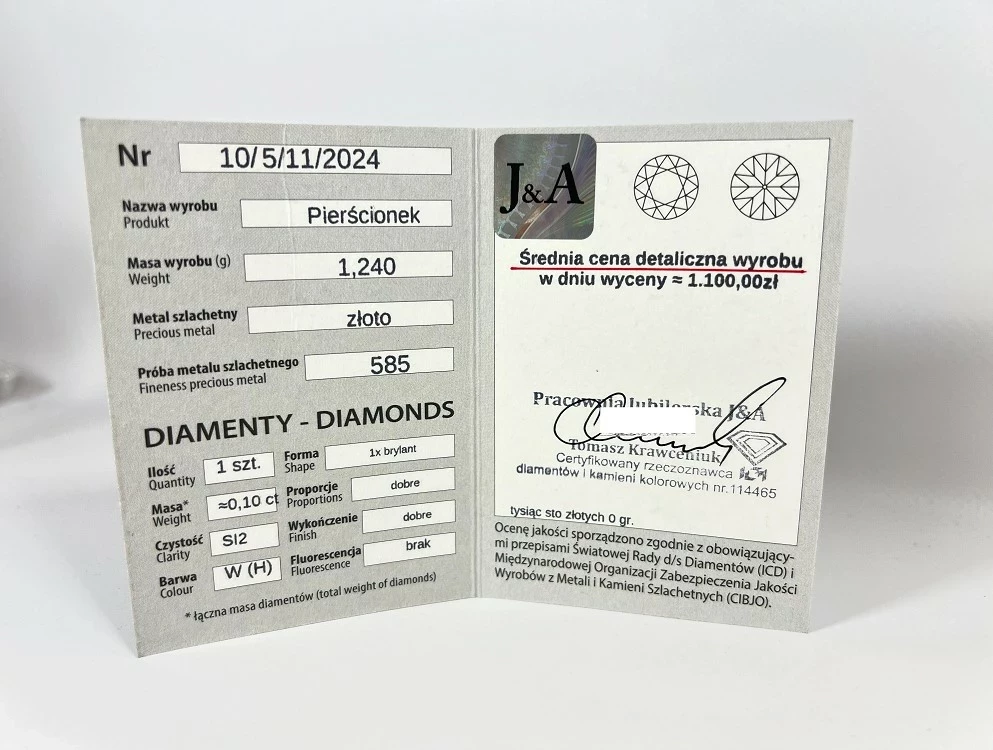 Nr 10/5/11/2024
Nazwa wyrobu
Produkt
Pierścionek
Masa wyrobu (g)
Weight
1,240
Metal szlachetny
Precious metal
złoto
Próba metalu szlachetnego
Fineness precious metal
585
DIAMENTY - DIAMONDS
Ilość
Quantity
1 szt.
Forma
Shape
1x brylant
Masa*
Weight
≈0,10 ct
Proporcje
Proportions
dobre
Czystość
Clarity
SI2
Wykończenie
Finish
dobre
Barwa
Colour
W (H)
Fluorescencja
Fluorescence
brak
* łączna masa diamentów (total weight of diamonds)
J&A
Średnia cena detaliczna wyrobu
w dniu wyceny ≈ 1.100,00zł
Pracownia Jubilerska J&A
Tomasz Krawceniuk
Certyfikowany rzeczoznawca
diamentów i kamieni kolorowych nr.114465
tysiąc sto złotych 0 gr.
Ocenę jakości sporządzono zgodnie z obowiązujący-
mi przepisami Światowej Rady d/s Diamentów (ICD) i
Międzynarodowej Organizacji Zabezpieczenia Jakości
Wyrobów z Metali i Kamieni Szlachetnych (CIBJO).